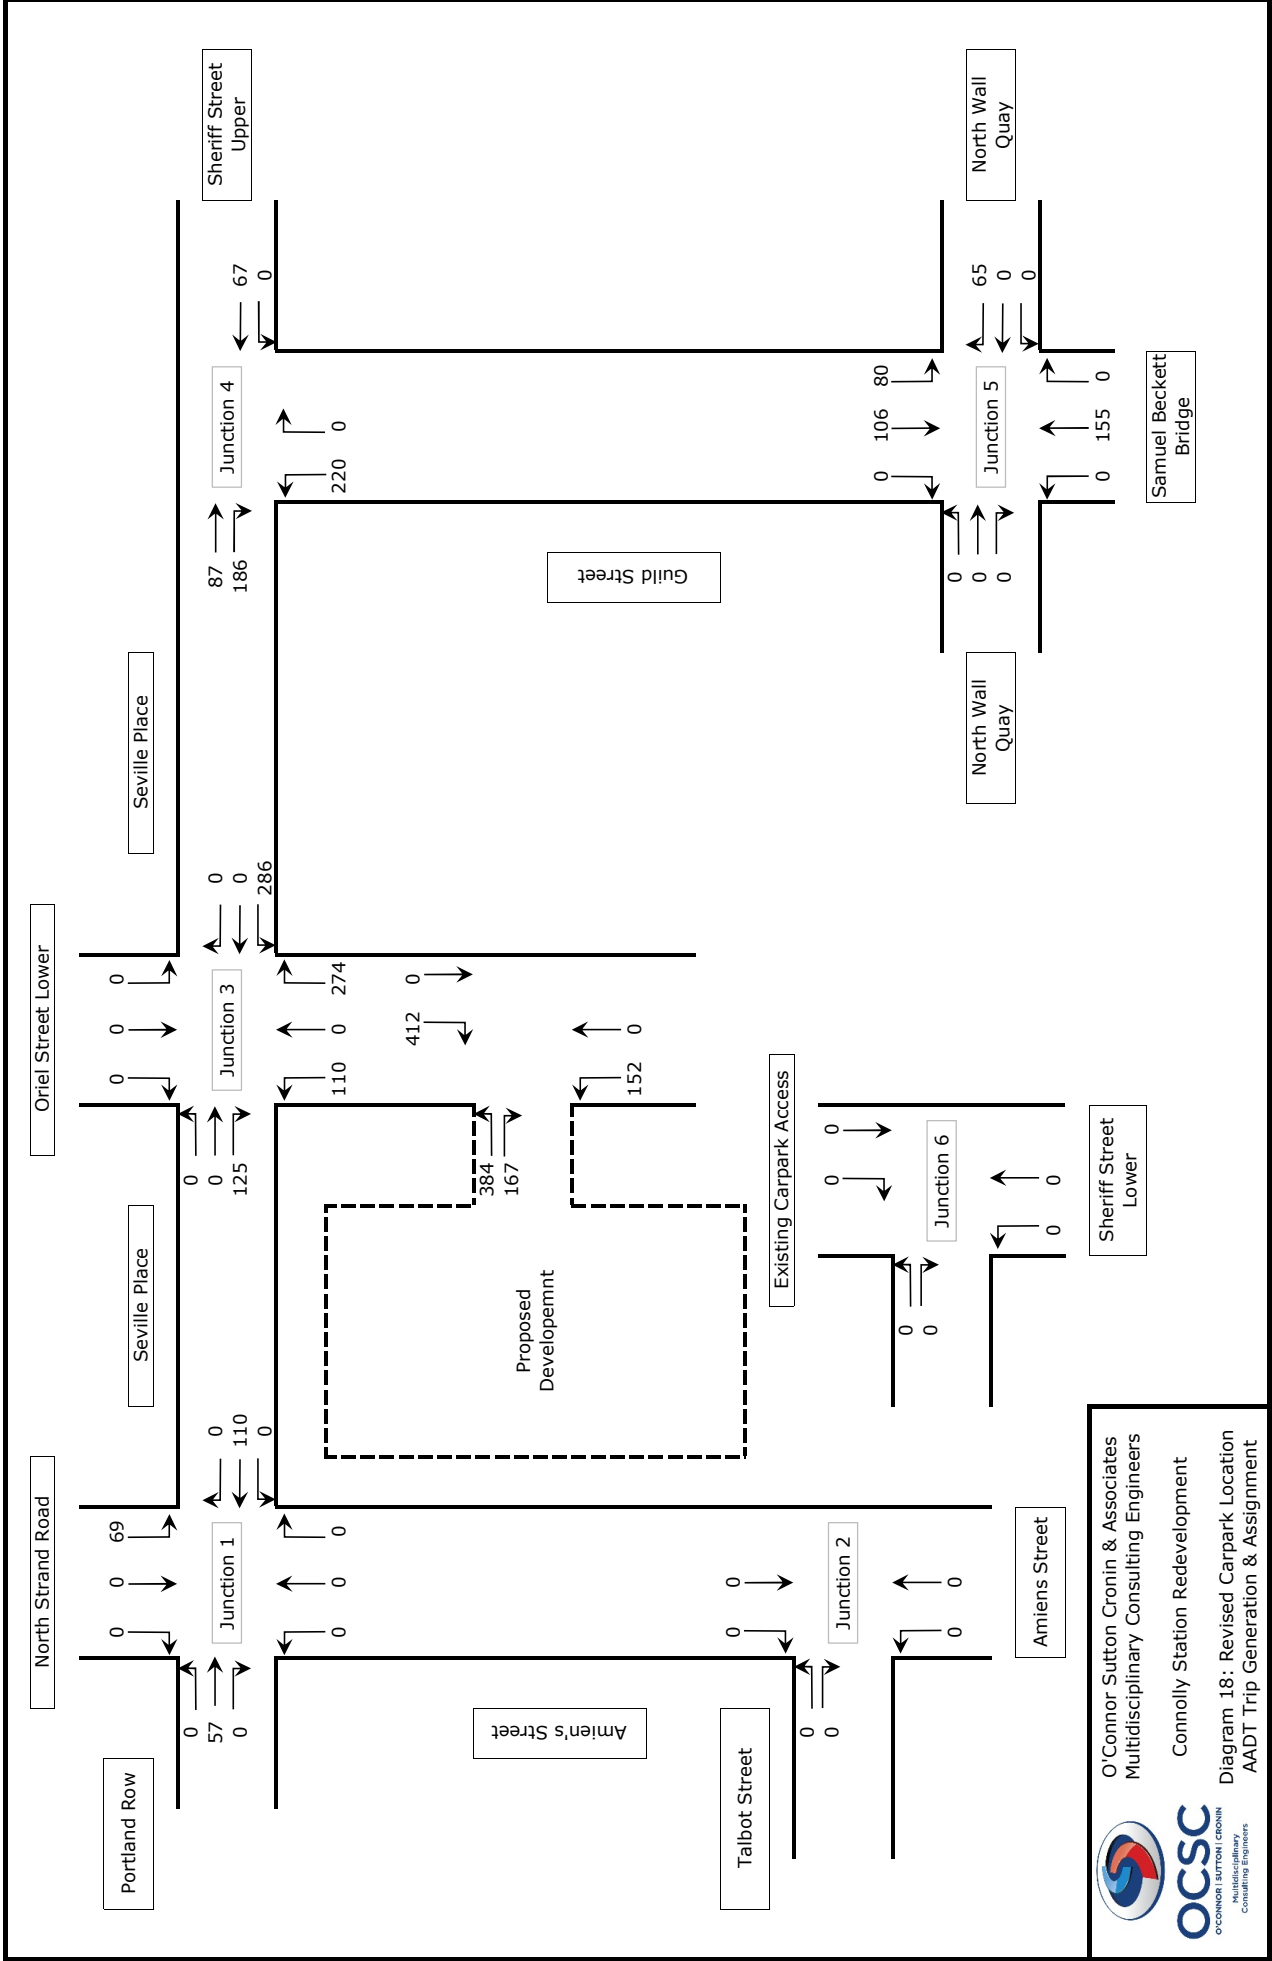 North Strand Road
Oriel Street Lower
Portland Row
0
0
69
Seville Place
0
0
0
Seville Place
Sheriff Street
Upper
0
57
0
Junction 1
0
110
0
0
0
0
0
0
125
Junction 3
0
0
286
110
0
274
87
186
Junction 4
67
0
220
0
412
0
384
167
152
0
Amien's Street
Proposed
Developemnt
Guild Street
Talbot Street
0
0
0
0
Junction 2
0
0
Existing Carpark Access
0
0
0
0
Junction 6
0
0
0
106
80
North Wall
Quay
0
0
0
Junction 5
65
0
0
North Wall
Quay
0
155
0
Amiens Street
Sheriff Street
Lower
Samuel Beckett
Bridge
OCSC
O'CONNOR | SUTTON | CRONIN
Multidisciplinary
Consulting Engineers
O'Connor Sutton Cronin & Associates
Multidisciplinary Consulting Engineers
Connolly Station Redevelopment
Diagram 18: Revised Carpark Location
AADT Trip Generation & Assignment